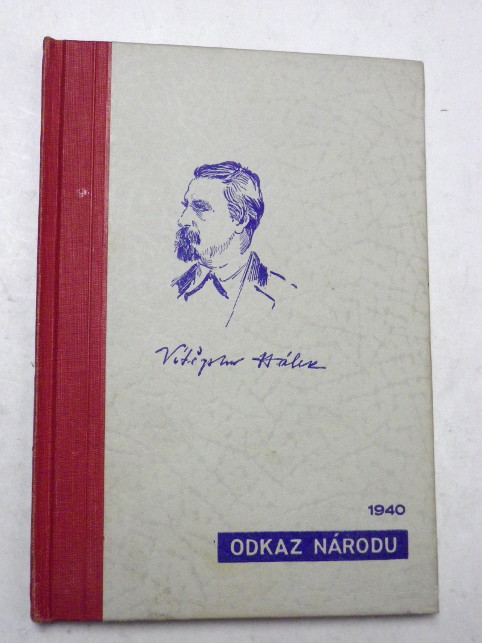 Vítězslav Hálek
1940
ODKAZ NÁRODU